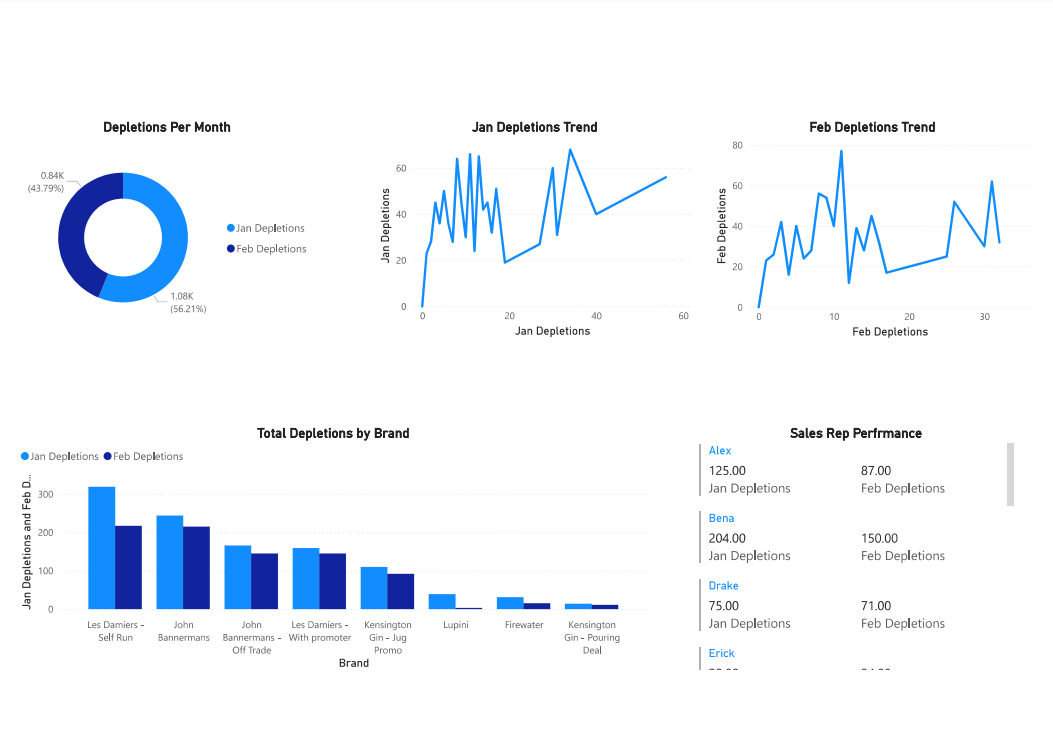 Depletions Per Month
0.84K
(43.79%)
1.08K
(56.21%)
Jan Depletions
Feb Depletions
Jan Depletions Trend
Jan Depletions
60
40
20
0
0 20 40 60
Jan Depletions
Feb Depletions Trend
Feb Depletions
80
60
40
20
0
0 10 20 30
Feb Depletions
Total Depletions by Brand
Jan Depletions Feb Depletions
Jan Depletions and Feb D...
300
200
100
0
Les Damiers -
Self Run
John
Bannermans
John
Bannermans -
Off Trade
Les Damiers -
With promoter
Kensington
Gin - Jug
Promo
Lupini
Firewater
Kensington
Gin - Pouring
Deal
Brand
Sales Rep Perfrmance
Alex
125.00 87.00
Jan Depletions Feb Depletions
Bena
204.00 150.00
Jan Depletions Feb Depletions
Drake
75.00 71.00
Jan Depletions Feb Depletions
Erick